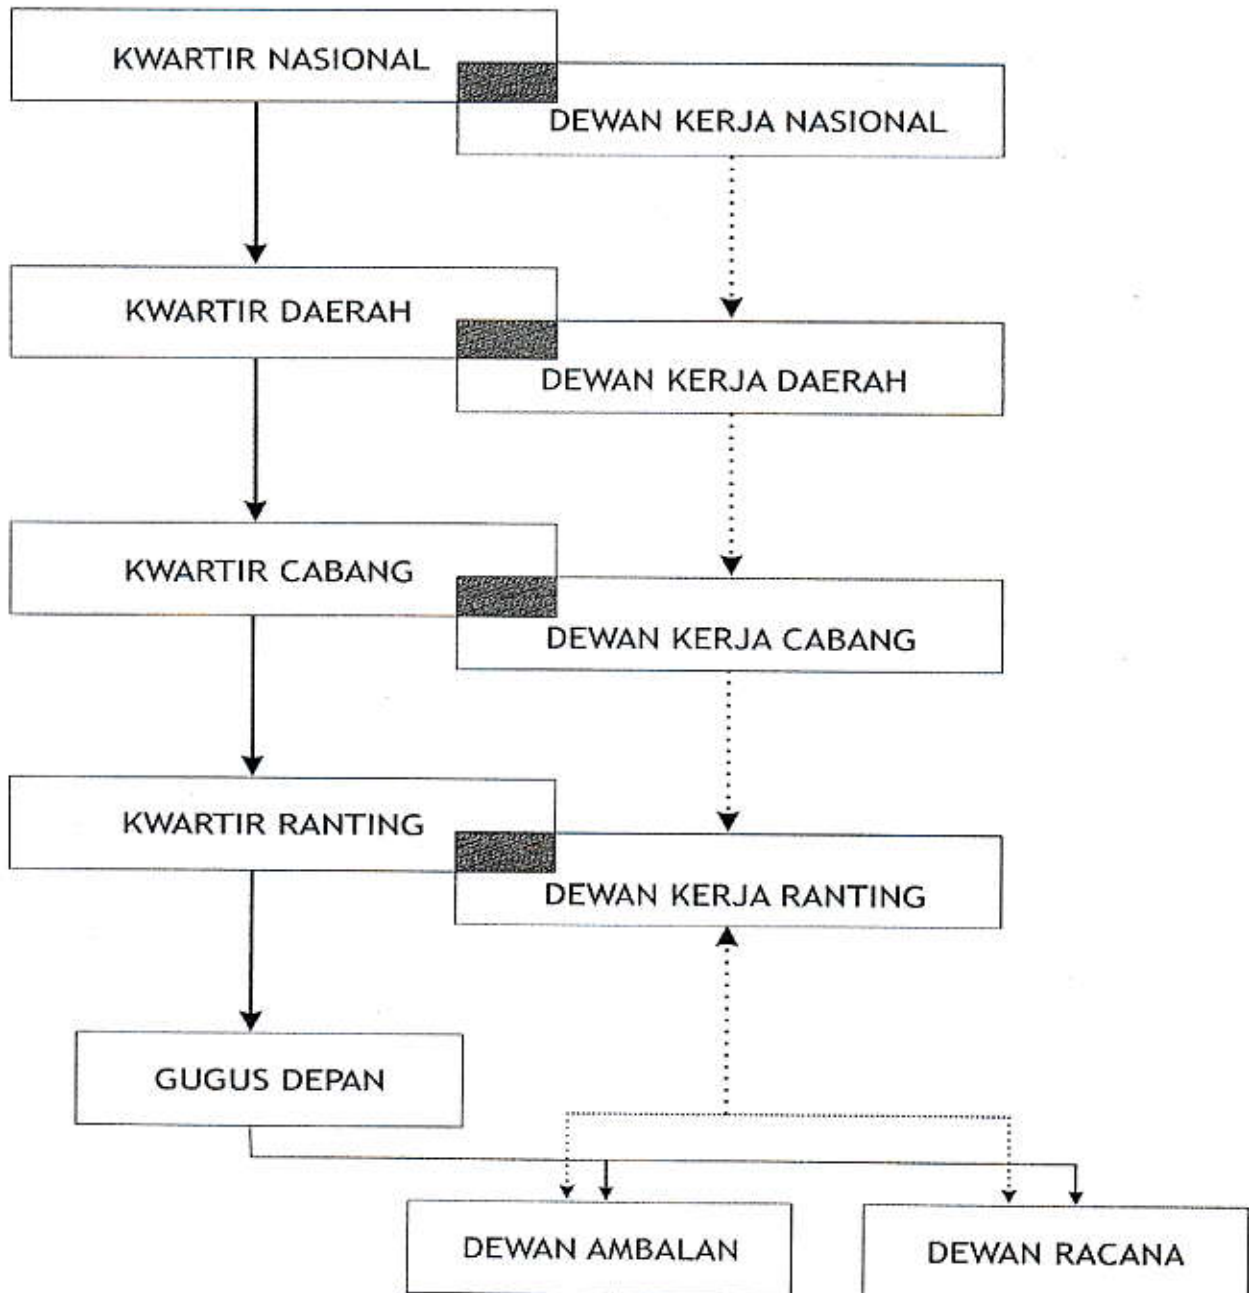 KWARTIR NASIONAL
DEWAN KERJA NASIONAL
KWARTIR DAERAH
DEWAN KERJA DAERAH
KWARTIR CABANG
DEWAN KERJA CABANG
KWARTIR RANTING
DEWAN KERJA RANTING
GUGUS DEPAN
DEWAN AMBALAN
DEWAN RACANA